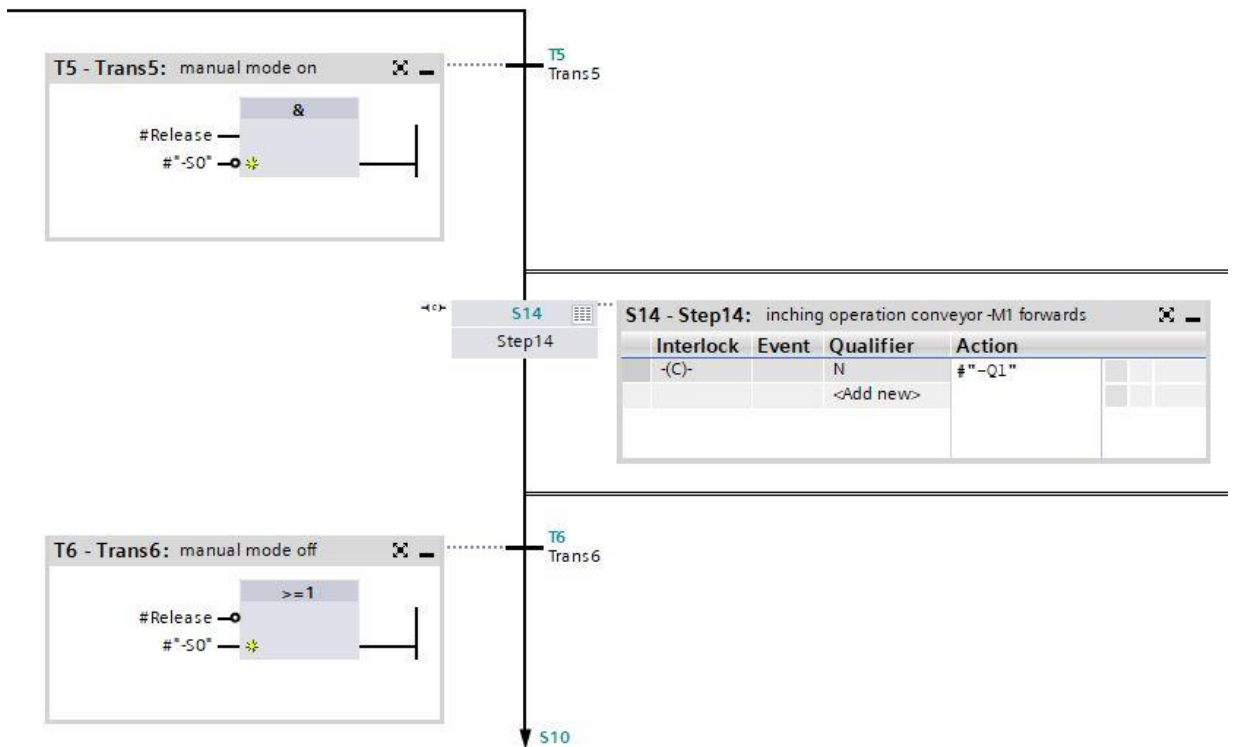 T5
Trans5
T5 - Trans5: manual mode on
&
#Release
#"-S0"
-(C)-
S14
Step14
S14 - Step14: inching operation conveyor -M1 forwards
Interlock Event Qualifier Action
-(C)- N #"-Q1"
<Add new>
T6
Trans6
T6 - Trans6: manual mode off
>=1
#Release
#"-S0"
S10